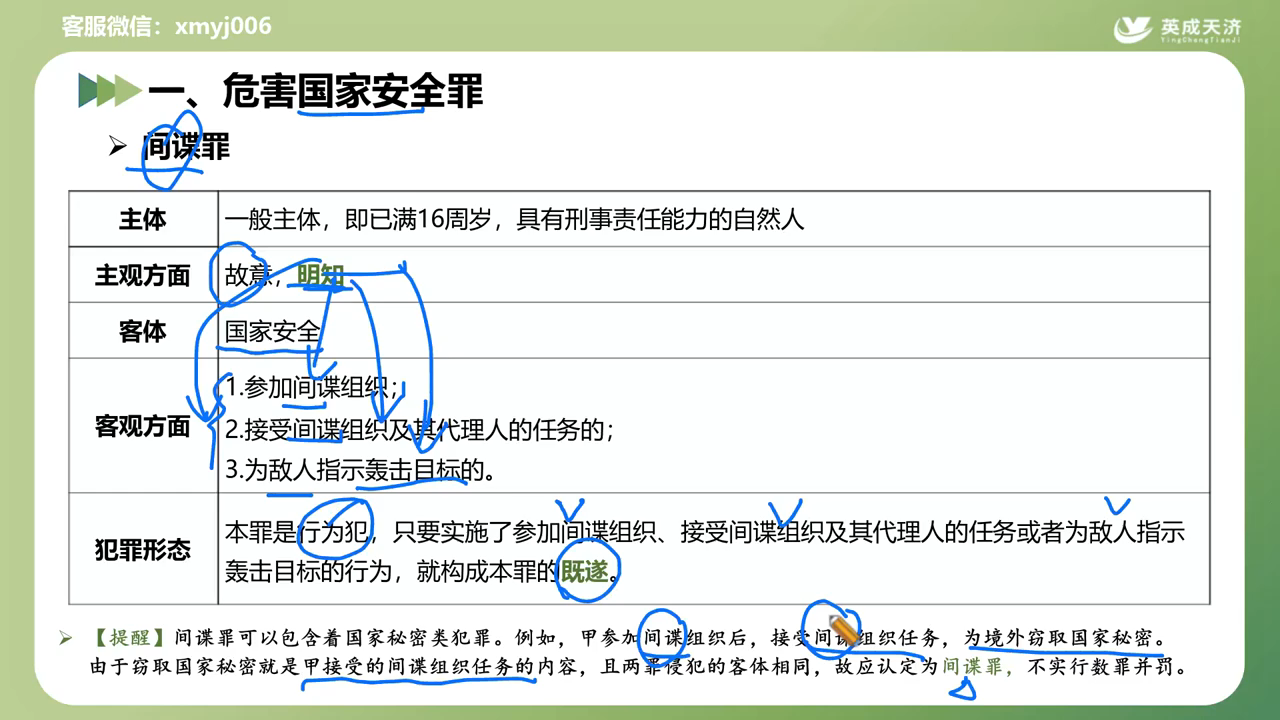 客服微信：xmyj006
英成天济
YingChengTianJi
一、危害国家安全罪
间谍罪
主体
一般主体，即已满16周岁，具有刑事责任能力的自然人
主观方面
故意，明知
客体
国家安全
客观方面
1.参加间谍组织；
2.接受间谍组织及其代理人的任务的；
3.为敌人指示轰击目标的。
犯罪形态
本罪是行为犯，只要实施了参加间谍组织、接受间谍组织及其代理人的任务或者为敌人指示
轰击目标的行为，就构成本罪的既遂。
【提醒】间谍罪可以包含着国家秘密类犯罪。例如，甲参加间谍组织后，接受间谍组织任务，为境外窃取国家秘密。
由于窃取国家秘密就是甲接受的间谍组织任务的内容，且两罪侵犯的客体相同，故应认定为间谍罪，不实行数罪并罚。